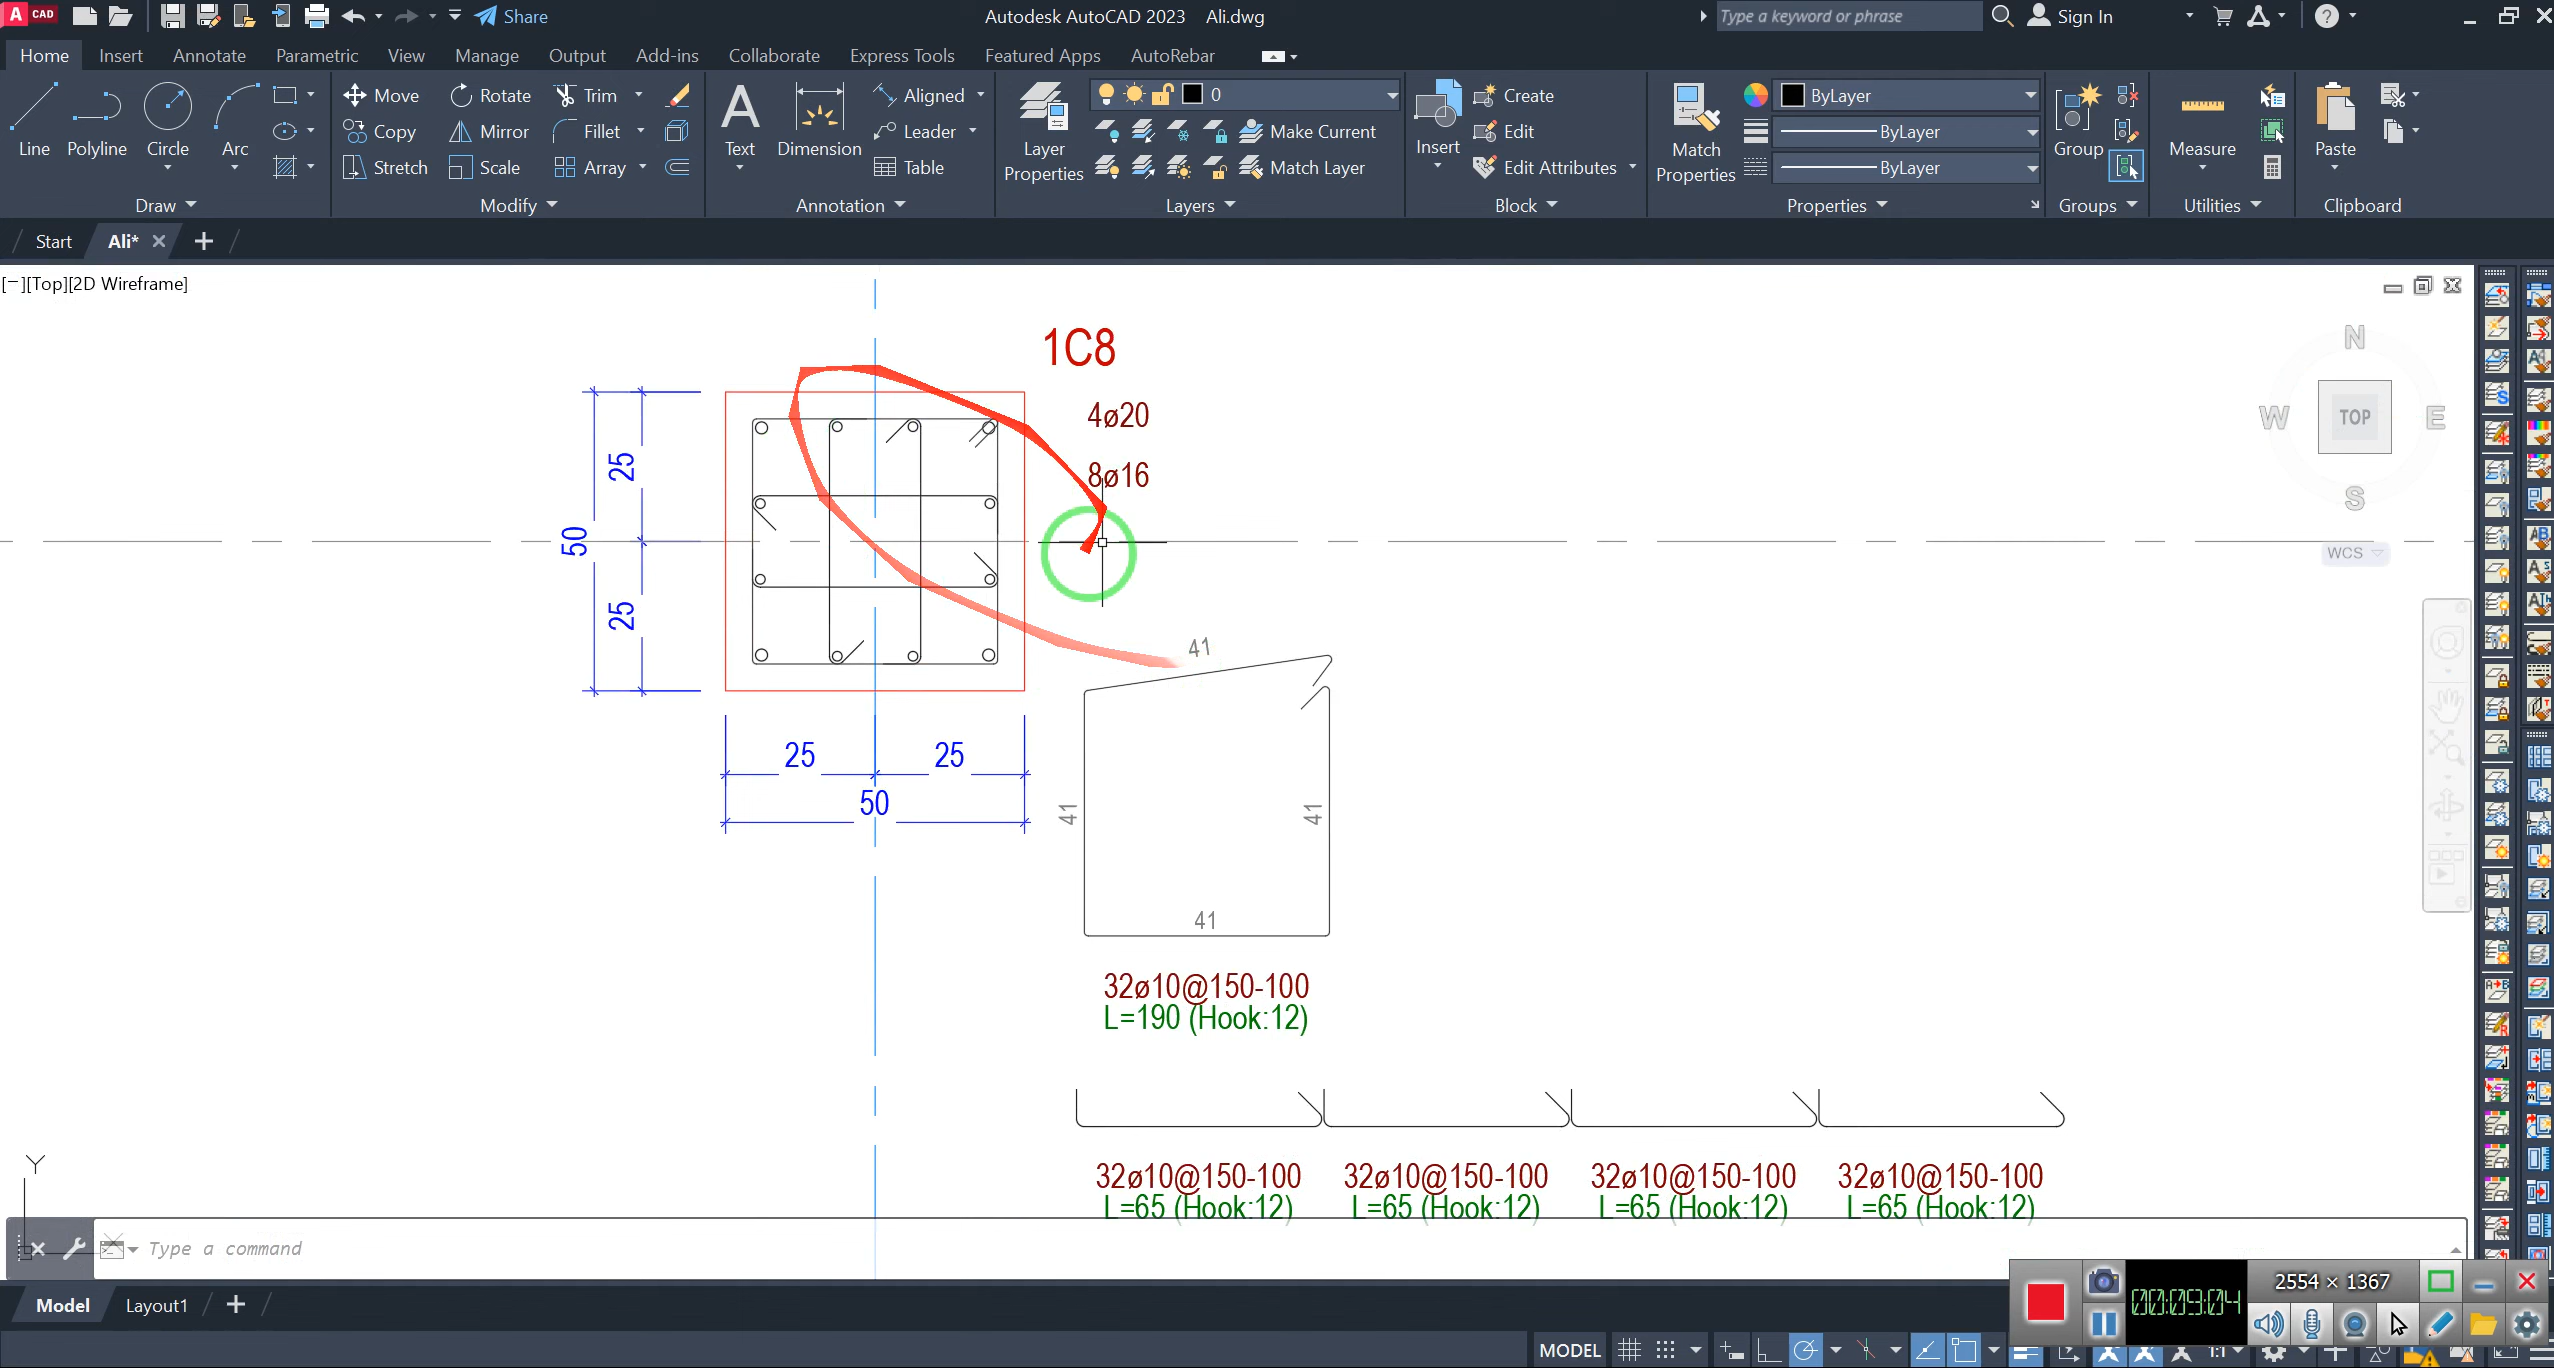 A CAD
Share
Autodesk AutoCAD 2023 Ali.dwg
Type a keyword or phrase
Sign In
Home Insert Annotate Parametric View Manage Output Add-ins Collaborate Express Tools Featured Apps AutoRebar
Line Polyline Circle Arc
Move Rotate Trim
Copy Mirror Fillet
Stretch Scale Array
Text Dimension
Aligned
Leader
Table
Layer Properties
0
Make Current
Match Layer
Insert
Create
Edit
Edit Attributes
Match Properties
ByLayer
ByLayer
ByLayer
Group
Measure
Paste
Draw Modify Annotation Layers Block Properties Groups Utilities Clipboard
Start Ali*
[−][Top][2D Wireframe]
N
W TOP E
S
WCS
1C8
4ø20
8ø16
25
50
25
25 25
50
41
41
41
41
32ø10@150-100
L=190 (Hook:12)
32ø10@150-100 32ø10@150-100 32ø10@150-100 32ø10@150-100
L=65 (Hook:12) L=65 (Hook:12) L=65 (Hook:12) L=65 (Hook:12)
Y
Type a command
Model Layout1
2554 × 1367
00:09:04
MODEL
1:1